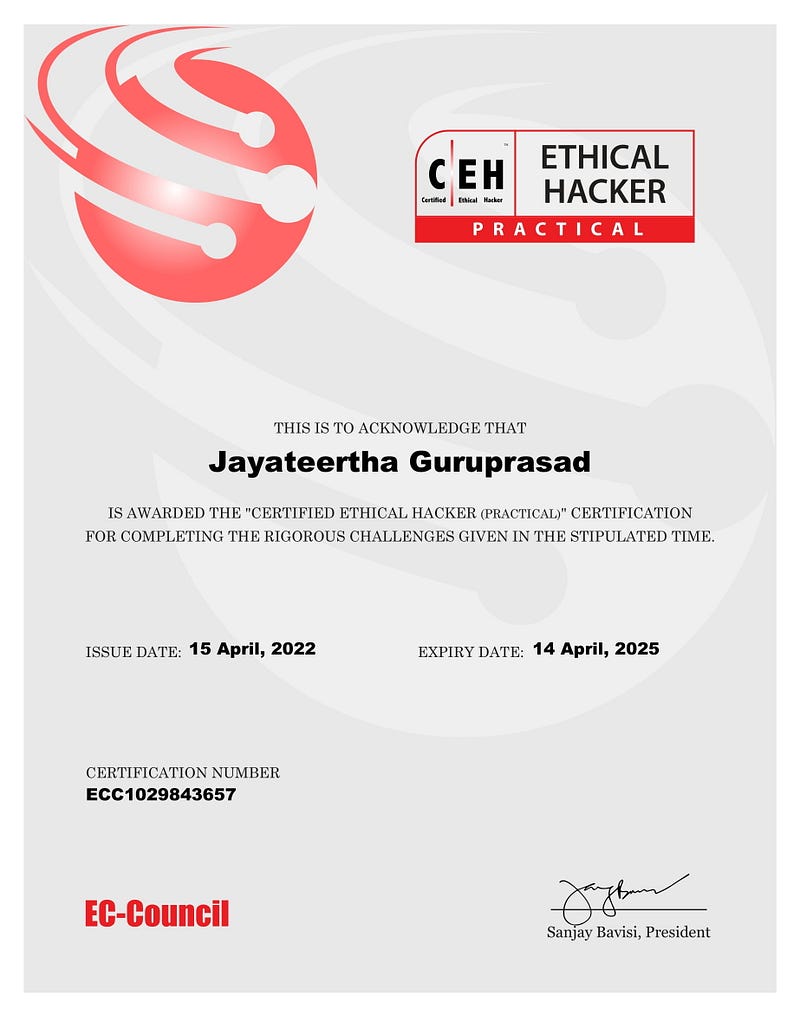 C|EH
™
Certified Ethical Hacker
ETHICAL
HACKER
PRACTICAL
THIS IS TO ACKNOWLEDGE THAT
Jayateertha Guruprasad
IS AWARDED THE "CERTIFIED ETHICAL HACKER (PRACTICAL)" CERTIFICATION
FOR COMPLETING THE RIGOROUS CHALLENGES GIVEN IN THE STIPULATED TIME.
ISSUE DATE: 15 April, 2022 EXPIRY DATE: 14 April, 2025
CERTIFICATION NUMBER
ECC1029843657
EC-Council
Sanjay Bavisi, President